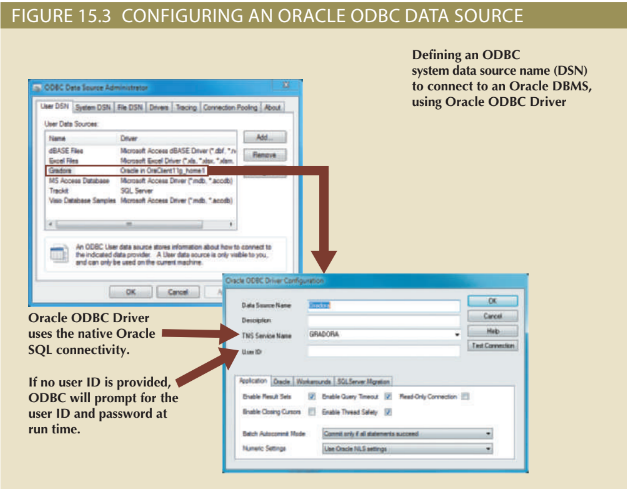 FIGURE 15.3 CONFIGURING AN ORACLE ODBC DATA SOURCE
Defining an ODBC
system data source name (DSN)
to connect to an Oracle DBMS,
using Oracle ODBC Driver
ODBC Data Source Administrator
User DSN System DSN File DSN Drivers Tracing Connection Pooling About
User Data Sources:
Name Driver
Add...
dBASE Files Microsoft Access dBASE Driver (*.dbf, *.n
Remove
Excel Files Microsoft Excel Driver (*.xls, *.xlsx, *.xlsm,
Gradora Oracle in OraClient11g_home1
MS Access Database Microsoft Access Driver (*.mdb, *.accdb)
Trackit SQL Server
Visio Database Samples Microsoft Access Driver (*.mdb, *.accdb)
An ODBC User data source stores information about how to connect to
the indicated data provider. A User data source is only visible to you,
and can only be used on the current machine.
OK Cancel
Oracle ODBC Driver Configuration
Data Source Name Gradora
OK
Description
Cancel
TNS Service Name GRADORA
Help
User ID
Test Connection
Application Oracle Workarounds SQLServer Migration
Enable Result Sets Enable Query Timeout Read-Only Connection
Enable Closing Cursors Enable Thread Safety
Batch Autocommit Mode Commit only if all statements succeed
Numeric Settings Use Oracle NLS settings
Oracle ODBC Driver
uses the native Oracle
SQL connectivity.
If no user ID is provided,
ODBC will prompt for the
user ID and password at
run time.